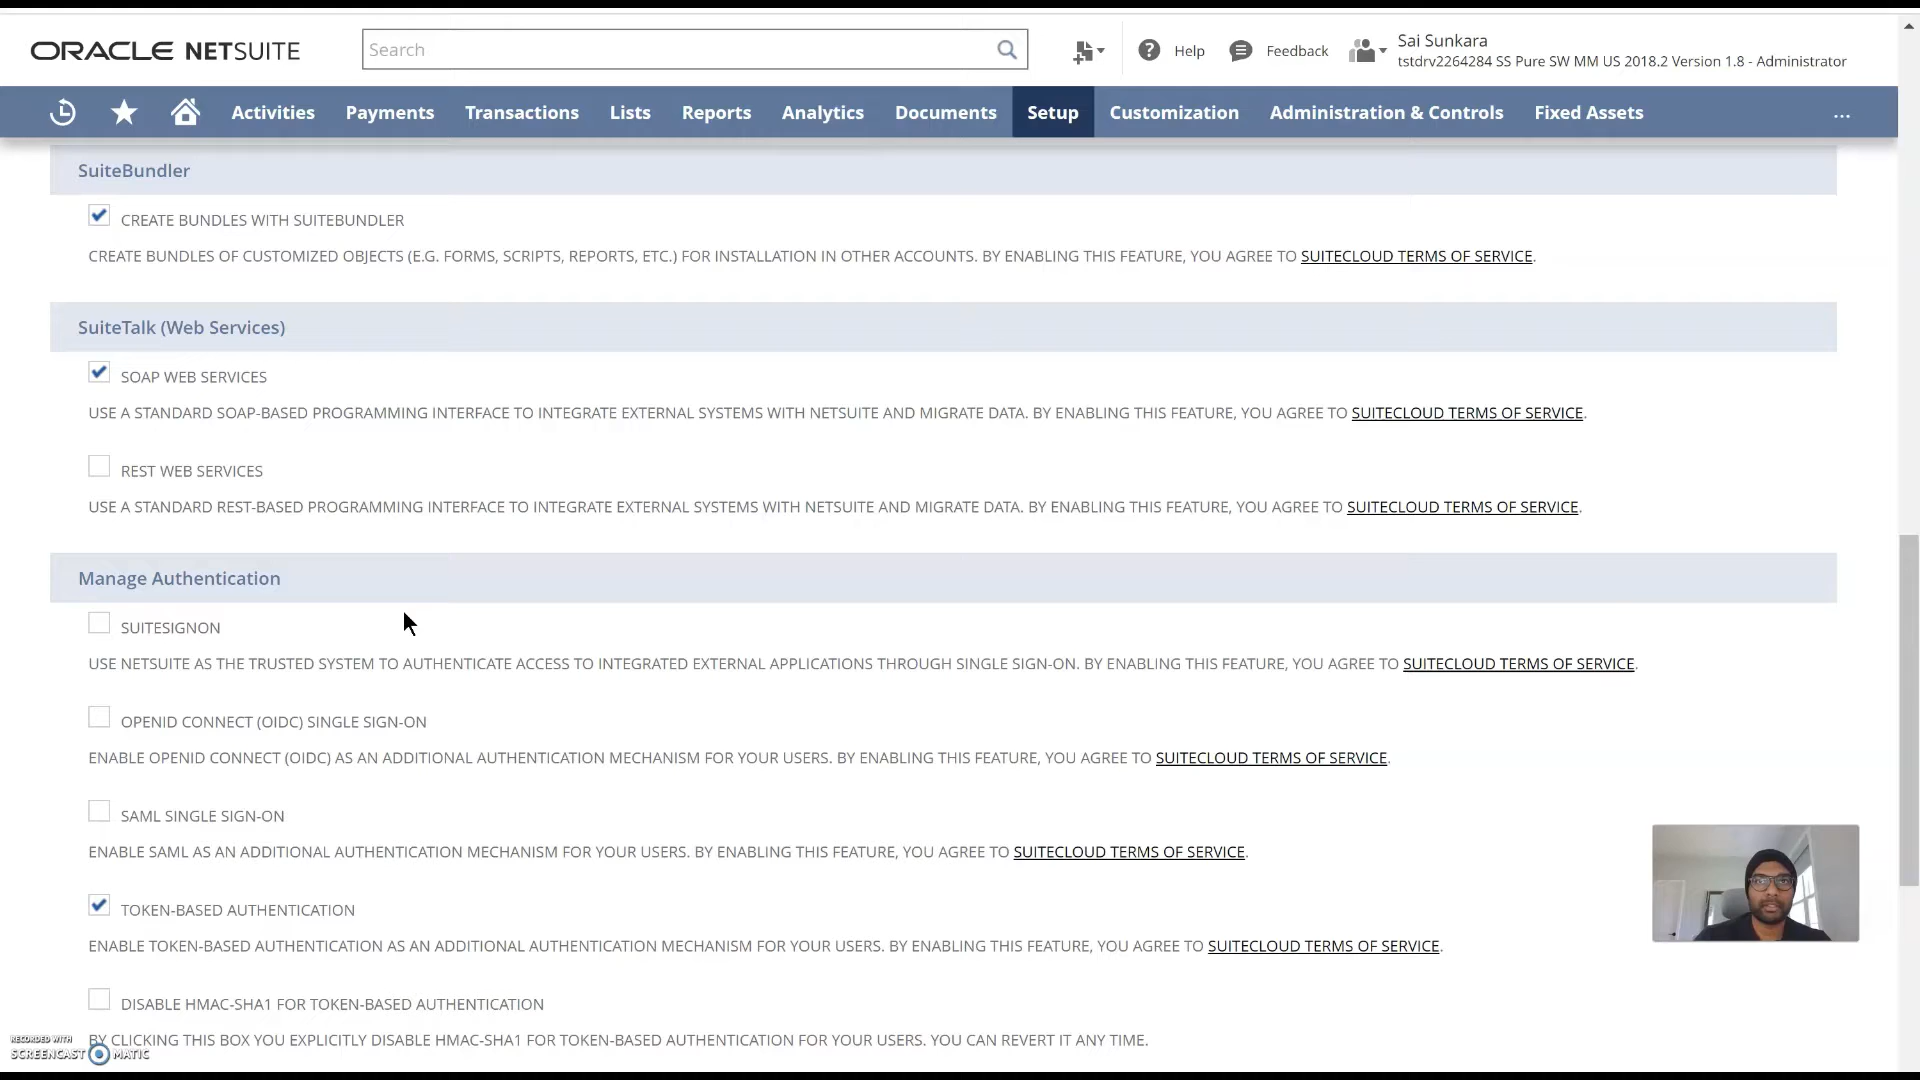 ORACLE NETSUITE
Search
Help
Feedback
Sai Sunkara
tstdrv2264284 SS Pure SW MM US 2018.2 Version 1.8 - Administrator
Activities
Payments
Transactions
Lists
Reports
Analytics
Documents
Setup
Customization
Administration & Controls
Fixed Assets
...
SuiteBundler
CREATE BUNDLES WITH SUITEBUNDLER
CREATE BUNDLES OF CUSTOMIZED OBJECTS (E.G. FORMS, SCRIPTS, REPORTS, ETC.) FOR INSTALLATION IN OTHER ACCOUNTS. BY ENABLING THIS FEATURE, YOU AGREE TO SUITECLOUD TERMS OF SERVICE.
SuiteTalk (Web Services)
SOAP WEB SERVICES
USE A STANDARD SOAP-BASED PROGRAMMING INTERFACE TO INTEGRATE EXTERNAL SYSTEMS WITH NETSUITE AND MIGRATE DATA. BY ENABLING THIS FEATURE, YOU AGREE TO SUITECLOUD TERMS OF SERVICE.
REST WEB SERVICES
USE A STANDARD REST-BASED PROGRAMMING INTERFACE TO INTEGRATE EXTERNAL SYSTEMS WITH NETSUITE AND MIGRATE DATA. BY ENABLING THIS FEATURE, YOU AGREE TO SUITECLOUD TERMS OF SERVICE.
Manage Authentication
SUITESIGNON
USE NETSUITE AS THE TRUSTED SYSTEM TO AUTHENTICATE ACCESS TO INTEGRATED EXTERNAL APPLICATIONS THROUGH SINGLE SIGN-ON. BY ENABLING THIS FEATURE, YOU AGREE TO SUITECLOUD TERMS OF SERVICE.
OPENID CONNECT (OIDC) SINGLE SIGN-ON
ENABLE OPENID CONNECT (OIDC) AS AN ADDITIONAL AUTHENTICATION MECHANISM FOR YOUR USERS. BY ENABLING THIS FEATURE, YOU AGREE TO SUITECLOUD TERMS OF SERVICE.
SAML SINGLE SIGN-ON
ENABLE SAML AS AN ADDITIONAL AUTHENTICATION MECHANISM FOR YOUR USERS. BY ENABLING THIS FEATURE, YOU AGREE TO SUITECLOUD TERMS OF SERVICE.
TOKEN-BASED AUTHENTICATION
ENABLE TOKEN-BASED AUTHENTICATION AS AN ADDITIONAL AUTHENTICATION MECHANISM FOR YOUR USERS. BY ENABLING THIS FEATURE, YOU AGREE TO SUITECLOUD TERMS OF SERVICE.
DISABLE HMAC-SHA1 FOR TOKEN-BASED AUTHENTICATION
BY CLICKING THIS BOX YOU EXPLICITLY DISABLE HMAC-SHA1 FOR TOKEN-BASED AUTHENTICATION FOR YOUR USERS. YOU CAN REVERT IT ANY TIME.
RECORDED WITH
SCREENCAST MATIC